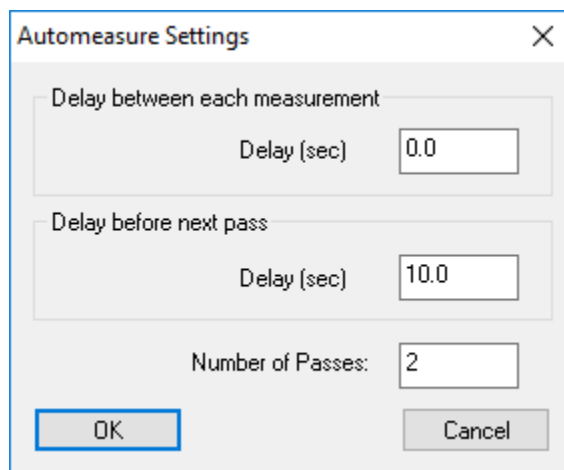 Automeasure Settings
Delay between each measurement
Delay (sec) 0.0
Delay before next pass
Delay (sec) 10.0
Number of Passes: 2
OK Cancel